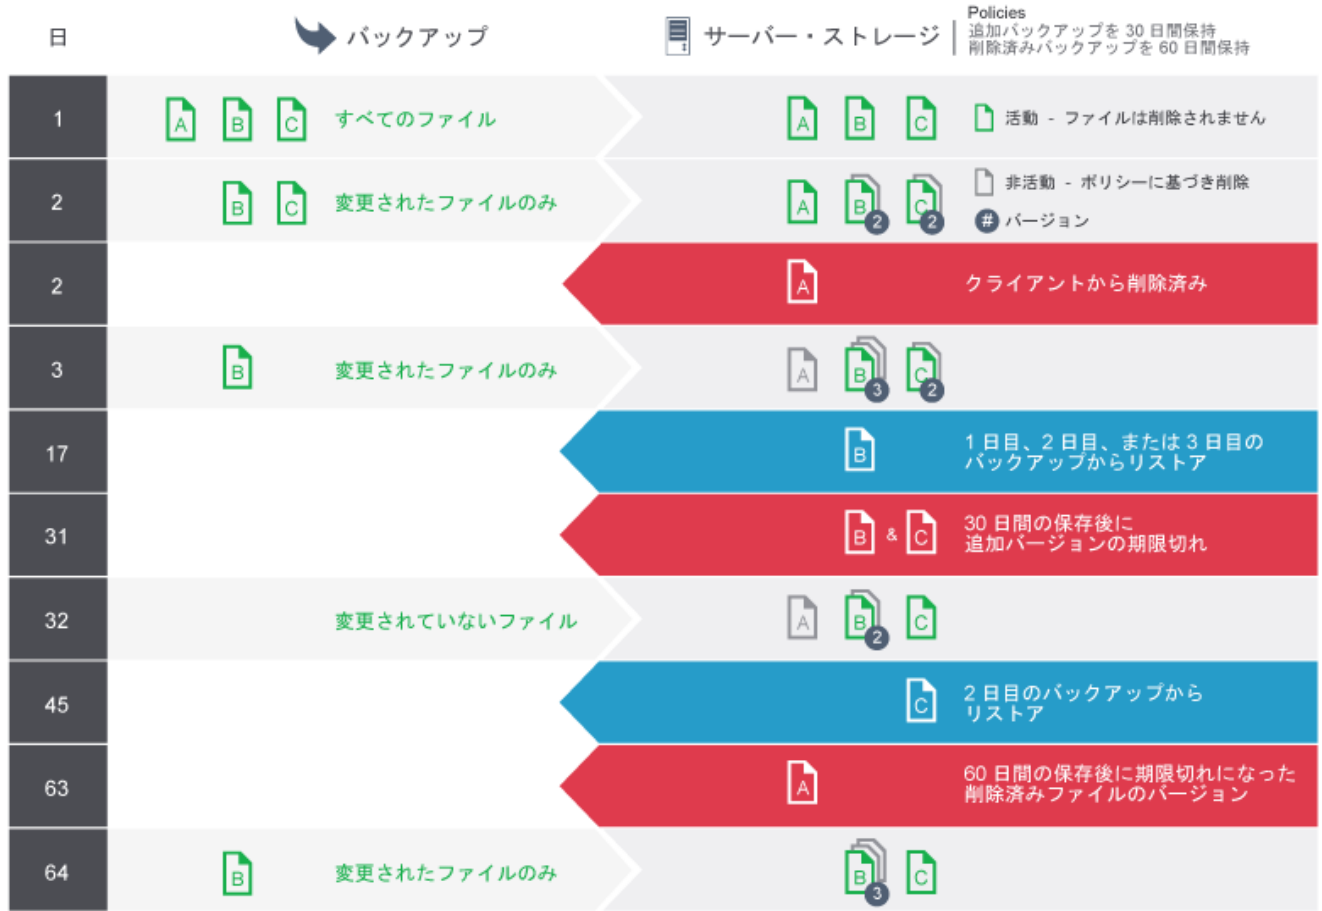 日
バックアップ
サーバー・ストレージ
Policies
追加バックアップを 30 日間保持
削除済みバックアップを 60 日間保持
1
A B C
すべてのファイル
A B C
活動 - ファイルは削除されません
2
B C
変更されたファイルのみ
A B 2 C 2
非活動 - ポリシーに基づき削除
# バージョン
2
A
クライアントから削除済み
3
B
変更されたファイルのみ
A B 3 C 2
17
B
1 日目、2 日目、または 3 日目の
バックアップからリストア
31
B & C
30 日間の保存後に
追加バージョンの期限切れ
32
変更されていないファイル
A B 2 C
45
C
2 日目のバックアップから
リストア
63
A
60 日間の保存後に期限切れになった
削除済みファイルのバージョン
64
B
変更されたファイルのみ
B 3 C